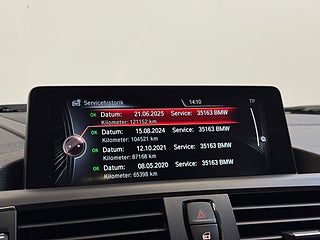 Servicehistorik 14:10 TP
OK Datum: 21.06.2025 Service: 35163 BMW
Kilometer: 121152 km
OK Datum: 15.08.2024 Service: 35163 BMW
Kilometer: 104521 km
OK Datum: 12.10.2021 Service: 35163 BMW
Kilometer: 87168 km
OK Datum: 08.05.2020 Service: 35163 BMW
Kilometer: 65398 km